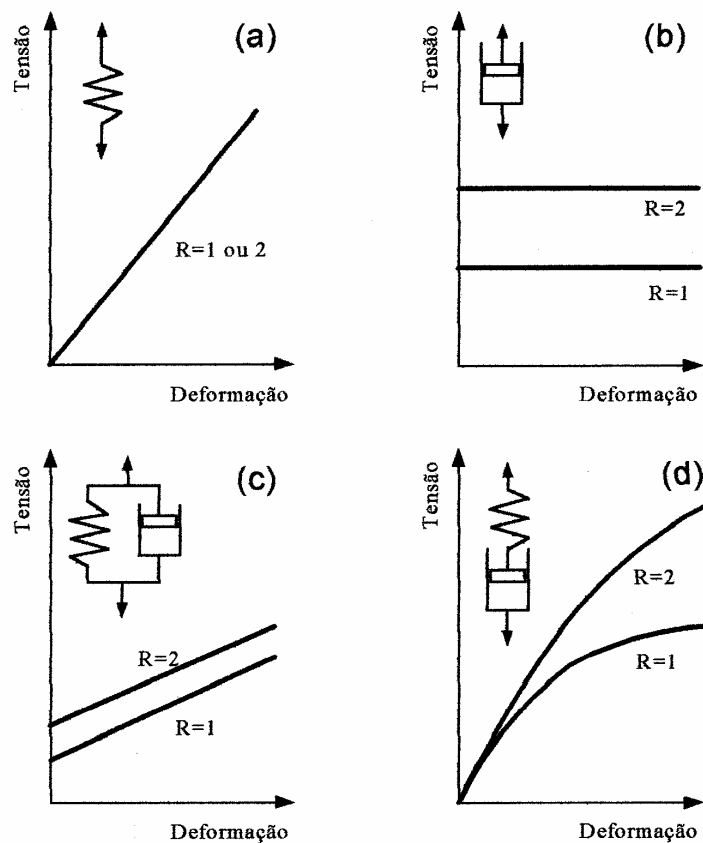 (a)
Tensão
R=1 ou 2
Deformação
(b)
Tensão
R=2
R=1
Deformação
(c)
Tensão
R=2
R=1
Deformação
(d)
Tensão
R=2
R=1
Deformação